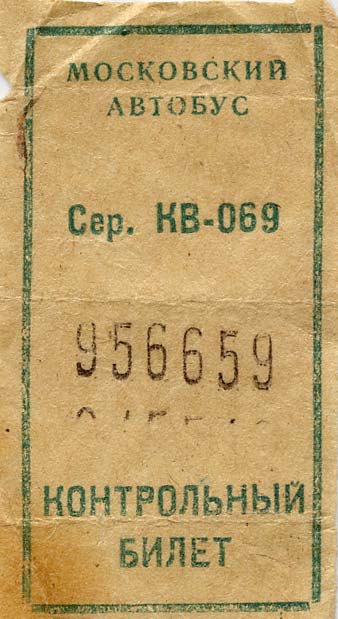 МОСКОВСКИЙ
АВТОБУС
Сер. КВ-069
956659
КОНТРОЛЬНЫЙ
БИЛЕТ